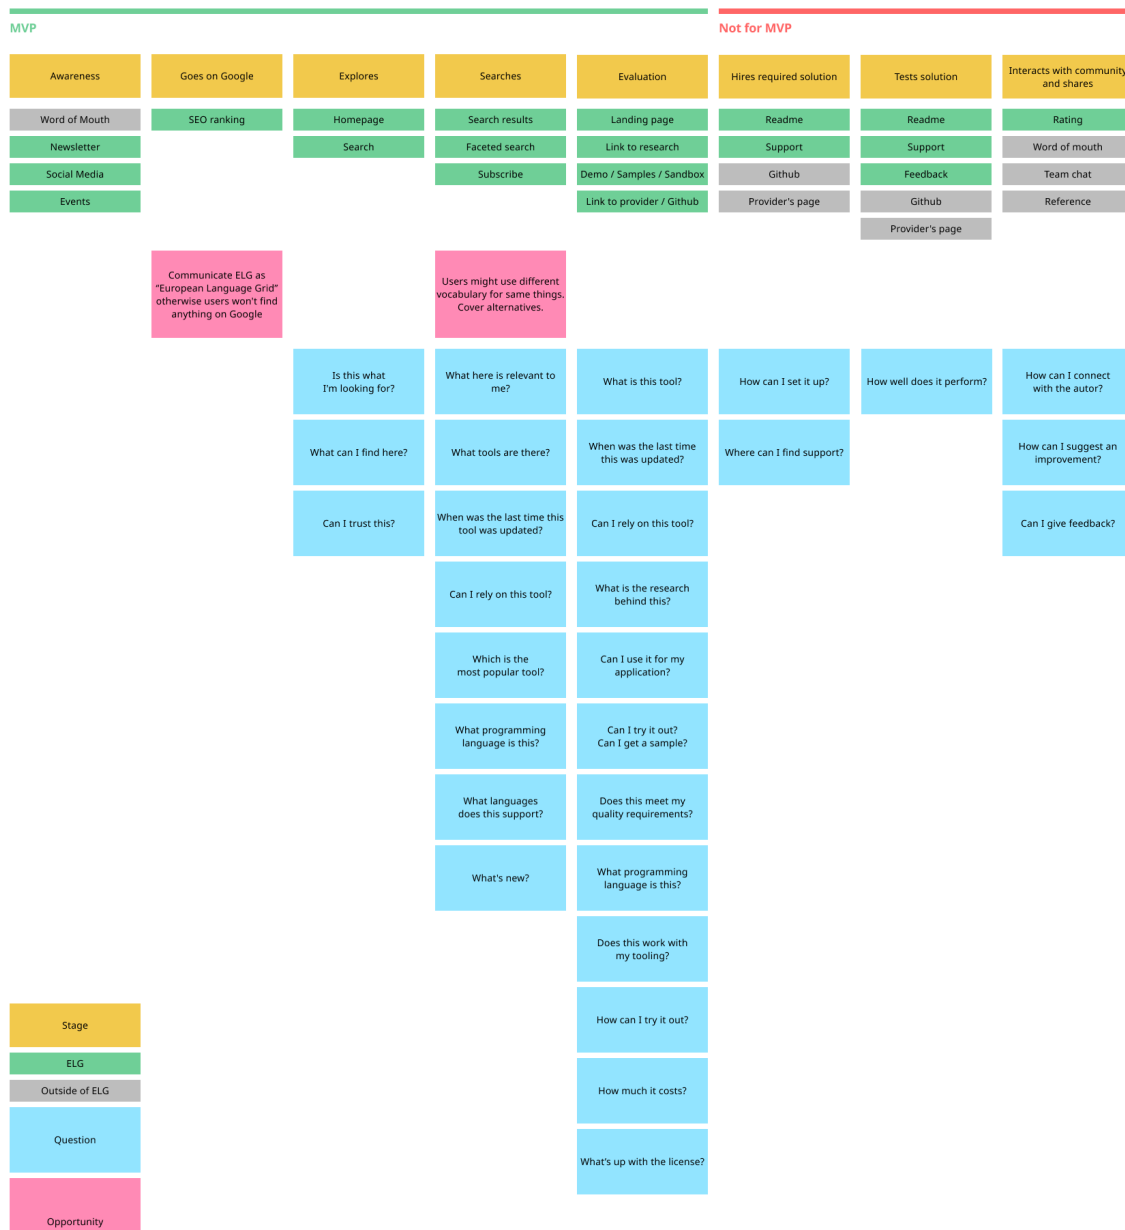 MVP
Not for MVP
Awareness
Goes on Google
Explores
Searches
Evaluation
Hires required solution
Tests solution
Interacts with community
and shares
Word of Mouth
SEO ranking
Homepage
Search results
Landing page
Readme
Readme
Rating
Newsletter
Search
Faceted search
Link to research
Support
Support
Word of mouth
Social Media
Subscribe
Demo / Samples / Sandbox
Github
Feedback
Team chat
Events
Link to provider / Github
Provider's page
Github
Reference
Provider's page
Communicate ELG as
“European Language Grid”
otherwise users won't find
anything on Google
Users might use different
vocabulary for same things.
Cover alternatives.
Is this what
I'm looking for?
What here is relevant to
me?
What is this tool?
How can I set it up?
How well does it perform?
How can I connect
with the autor?
What can I find here?
What tools are there?
When was the last time
this was updated?
Where can I find support?
How can I suggest an
improvement?
Can I trust this?
When was the last time this
tool was updated?
Can I rely on this tool?
Can I give feedback?
Can I rely on this tool?
What is the research
behind this?
Which is the
most popular tool?
Can I use it for my
application?
What programming
language is this?
Can I try it out?
Can I get a sample?
What languages
does this support?
Does this meet my
quality requirements?
What's new?
What programming
language is this?
Does this work with
my tooling?
How can I try it out?
How much it costs?
What's up with the license?
Stage
ELG
Outside of ELG
Question
Opportunity